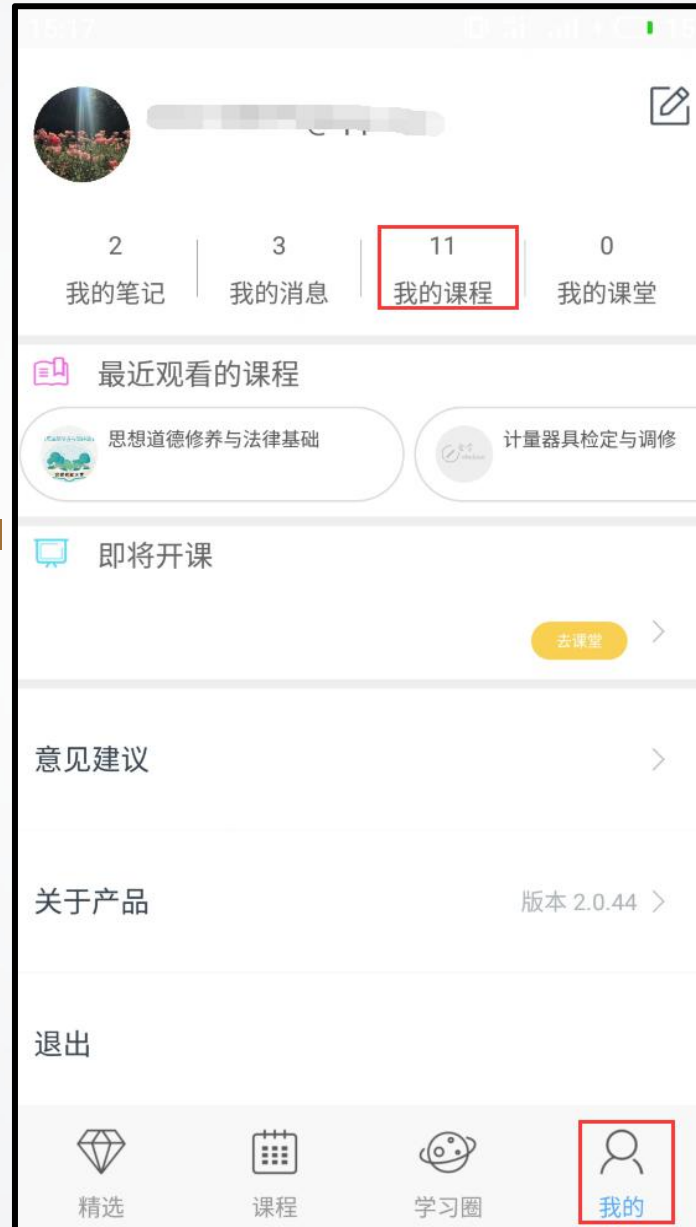 2 3 11 0
我的笔记 我的消息 我的课程 我的课堂
最近观看的课程
思想道德修养与法律基础 计量器具检定与调修
即将开课
去课堂
意见建议
关于产品 版本 2.0.44
退出
精选 课程 学习圈 我的